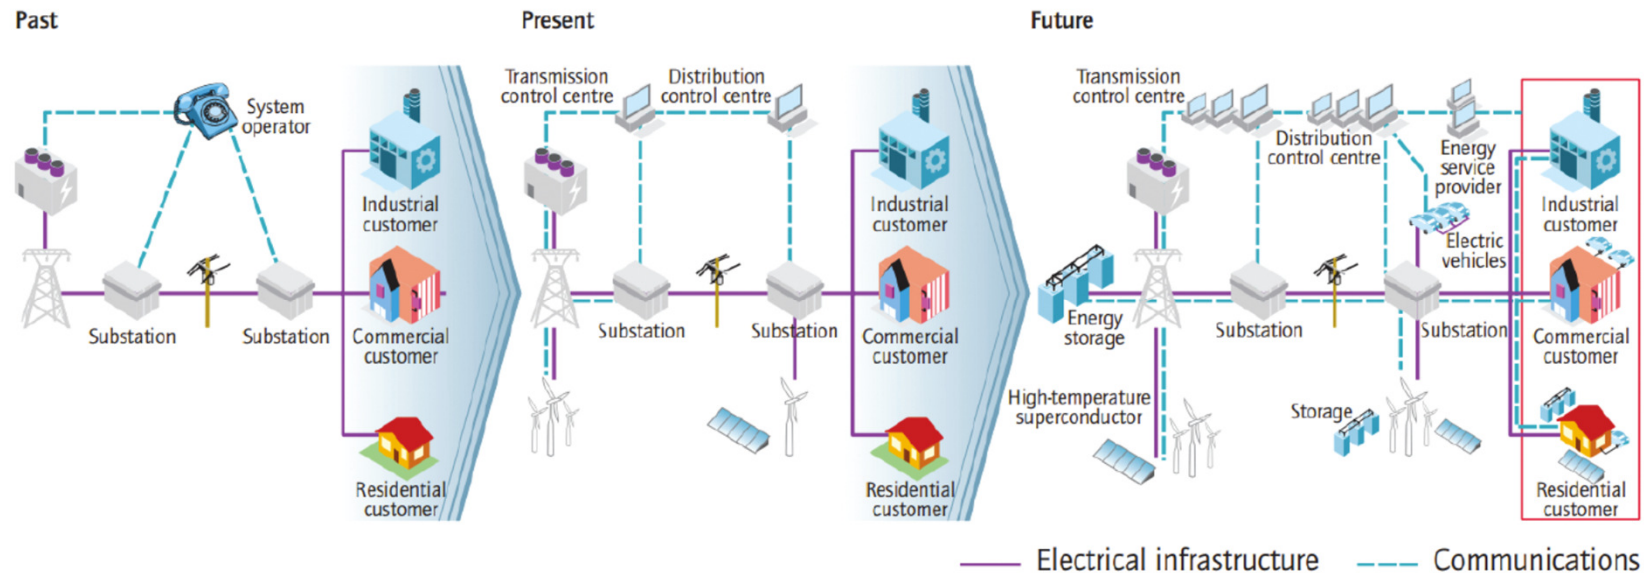 Past
System
operator
Substation
Substation
Industrial
customer
Commercial
customer
Residential
customer
Present
Transmission
control centre
Distribution
control centre
Substation
Substation
Industrial
customer
Commercial
customer
Residential
customer
Future
Transmission
control centre
Distribution
control centre
Energy
service
provider
Electric
vehicles
Energy
storage
Substation
Substation
High-temperature
superconductor
Storage
Industrial
customer
Commercial
customer
Residential
customer
Electrical infrastructure
Communications